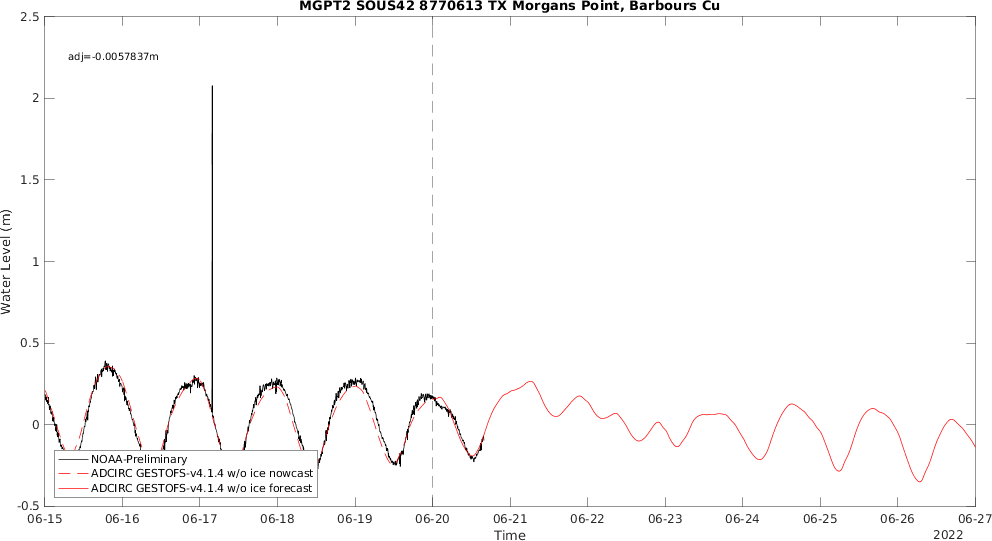 MGPT2 SOUS42 8770613 TX Morgans Point, Barbours Cu
adj=-0.0057837m
2.5
2
1.5
1
0.5
0
-0.5
Water Level (m)
NOAA-Preliminary
ADCIRC GESTOFS-v4.1.4 w/o ice nowcast
ADCIRC GESTOFS-v4.1.4 w/o ice forecast
06-15 06-16 06-17 06-18 06-19 06-20 06-21 06-22 06-23 06-24 06-25 06-26 06-27
Time
2022